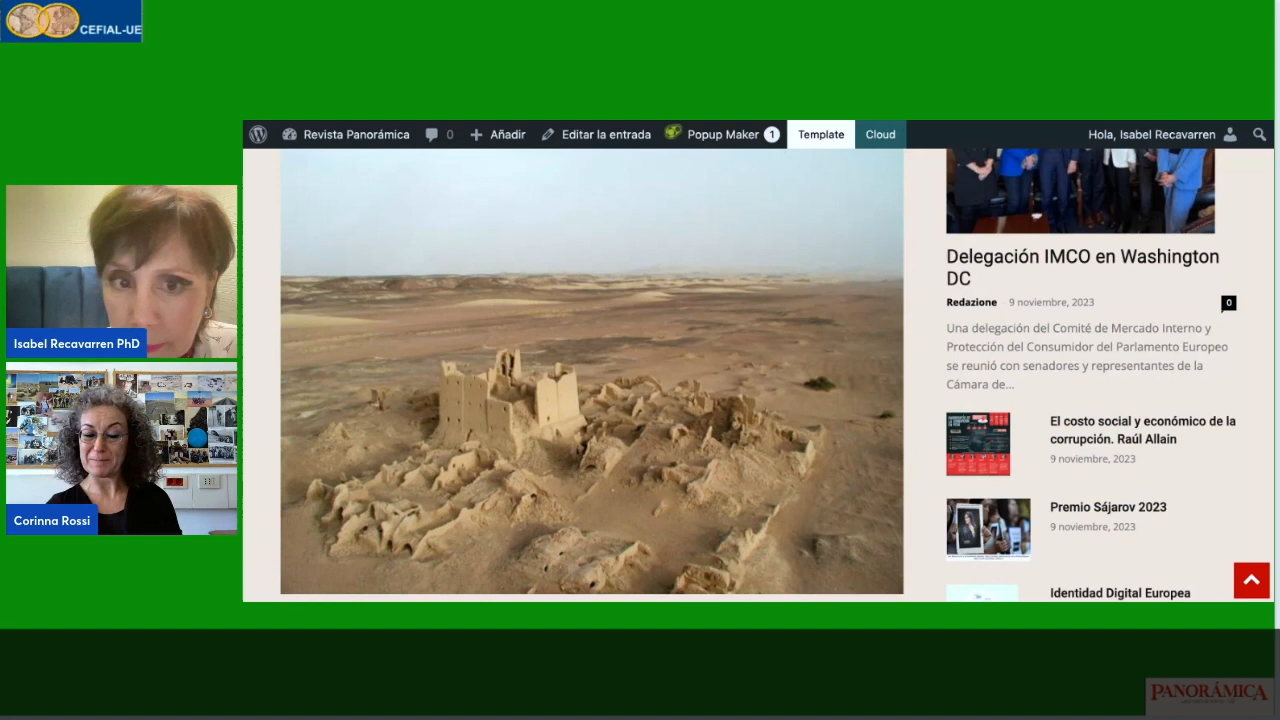 CEFIAL-UE
Revista Panorámica
0
Añadir
Editar la entrada
Popup Maker 1
Template
Cloud
Hola, Isabel Recavarren
Isabel Recavarren PhD
Corinna Rossi
Delegación IMCO en Washington
DC
Redazione - 9 noviembre, 2023
0
Una delegación del Comité de Mercado Interno y
Protección del Consumidor del Parlamento Europeo
se reunió con senadores y representantes de la
Cámara de...
El costo social y económico de la
corrupción. Raúl Allain
9 noviembre, 2023
Premio Sájarov 2023
9 noviembre, 2023
Identidad Digital Europea
PANORÁMICA